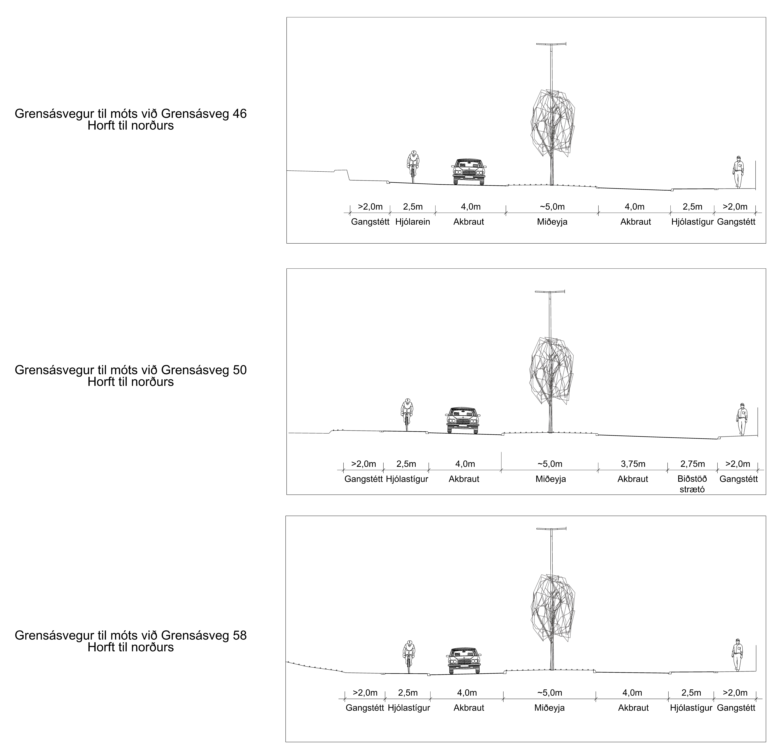 Grensásvegur til móts við Grensásveg 46
Horft til norðurs
>2,0m 2,5m 4,0m ~5,0m 4,0m 2,5m >2,0m
Gangstétt Hjólarein Akbraut Miðeyja Akbraut Hjólastígur Gangstétt
Grensásvegur til móts við Grensásveg 50
Horft til norðurs
>2,0m 2,5m 4,0m ~5,0m 3,75m 2,75m >2,0m
Gangstétt Hjólastígur Akbraut Miðeyja Akbraut Biðstöð Gangstétt
strætó
Grensásvegur til móts við Grensásveg 58
Horft til norðurs
>2,0m 2,5m 4,0m ~5,0m 4,0m 2,5m >2,0m
Gangstétt Hjólastígur Akbraut Miðeyja Akbraut Hjólastígur Gangstétt